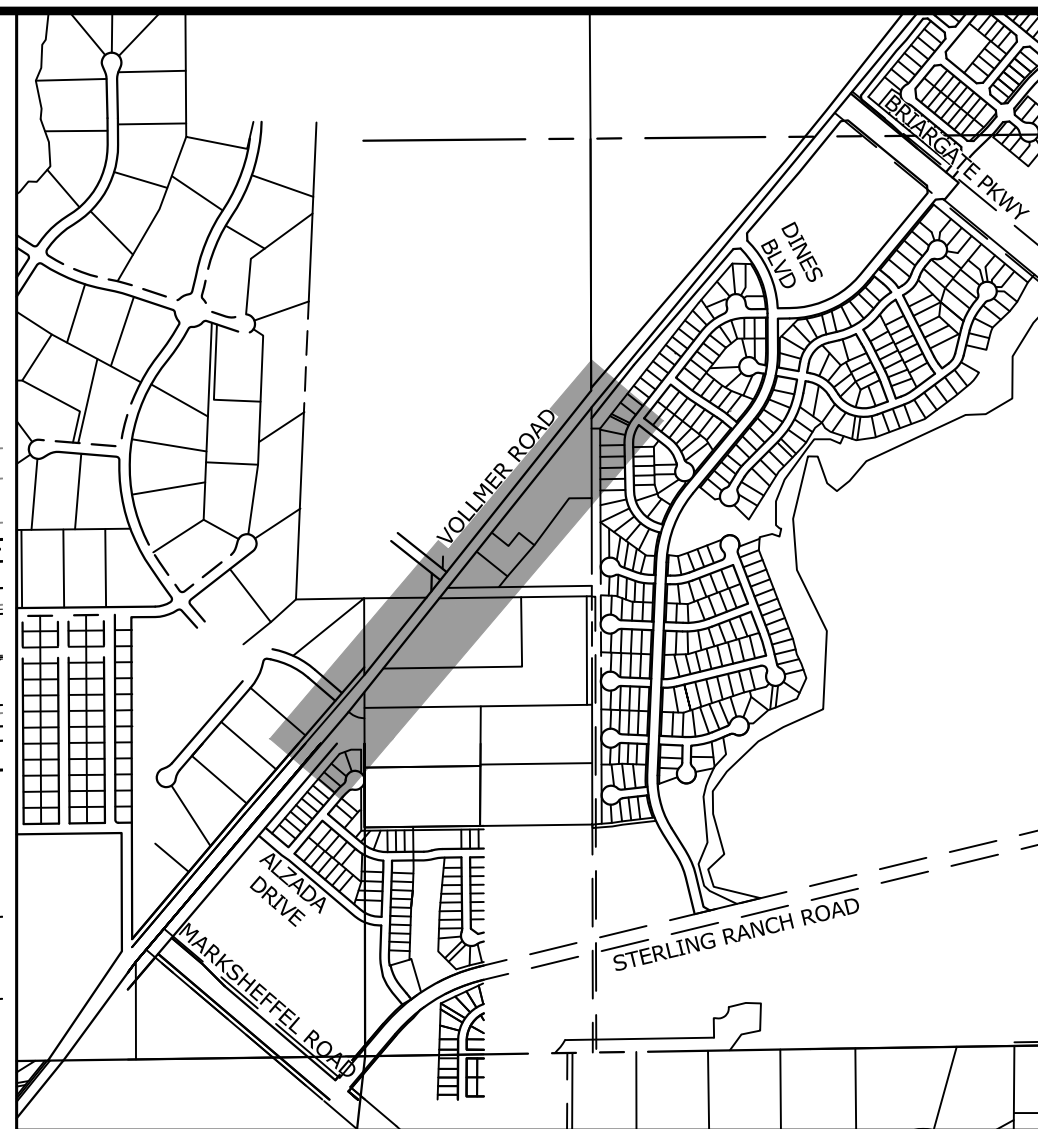 BRIARGATE PKWY
DINES
BLVD
VOLLMER ROAD
ALZADA
DRIVE
MARKSHEFFEL ROAD
STERLING RANCH ROAD